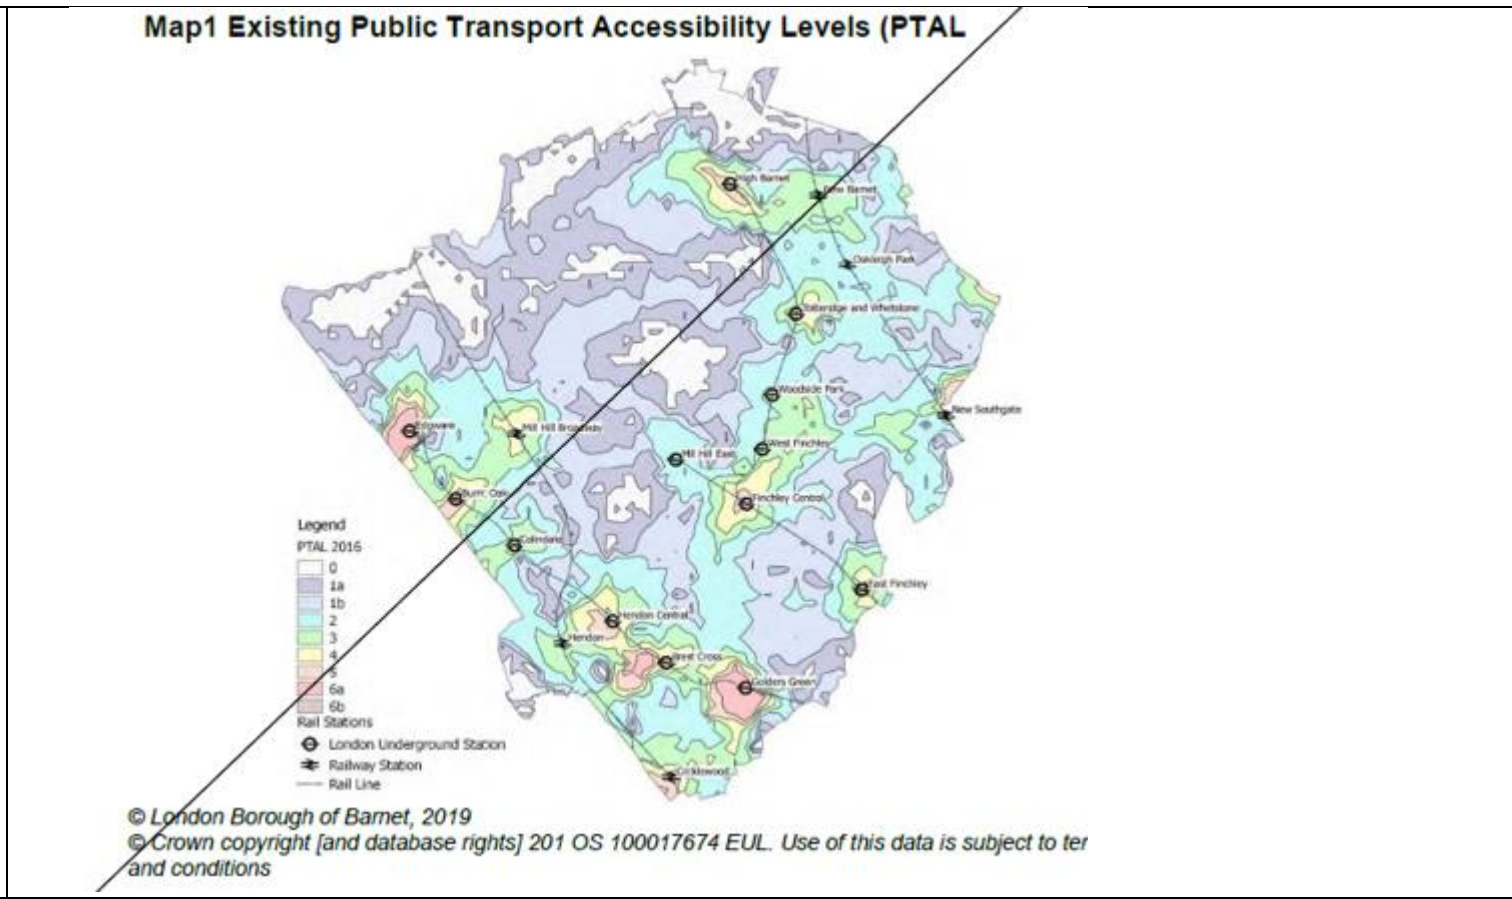 Map1 Existing Public Transport Accessibility Levels (PTAL
High Barnet
New Barnet
Oakleigh Park
Totteridge and Whetstone
Woodside Park
New Southgate
Edgware
Mill Hill Broadway
West Finchley
Mill Hill East
Burnt Oak
Finchley Central
Colindale
East Finchley
Hendon Central
Hendon
Brent Cross
Golders Green
Cricklewood
Legend
PTAL 2016
0
1a
1b
2
3
4
5
6a
6b
Rail Stations
London Underground Station
Railway Station
Rail Line
© London Borough of Barnet, 2019
© Crown copyright [and database rights] 201 OS 100017674 EUL. Use of this data is subject to ter
and conditions